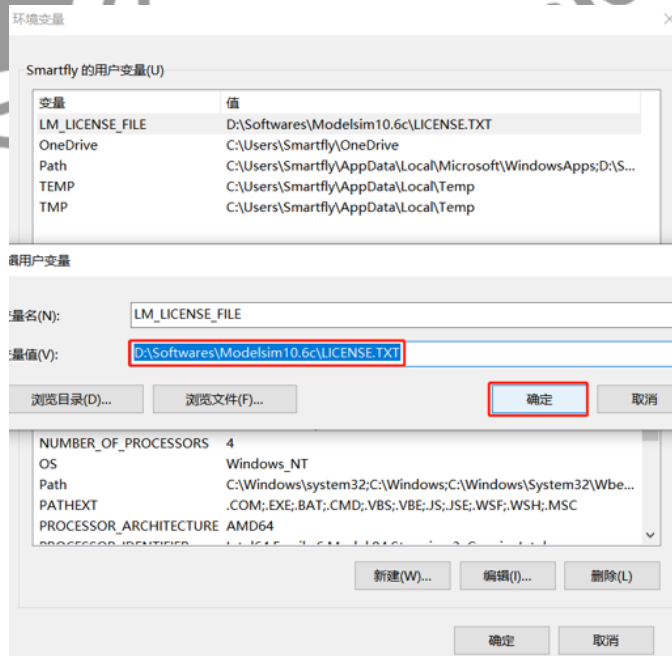 环境变量
Smartfly 的用户变量(U)
变量 值
LM_LICENSE_FILE D:\Softwares\Modelsim10.6c\LICENSE.TXT
OneDrive C:\Users\Smartfly\OneDrive
Path C:\Users\Smartfly\AppData\Local\Microsoft\WindowsApps;D:\S...
TEMP C:\Users\Smartfly\AppData\Local\Temp
TMP C:\Users\Smartfly\AppData\Local\Temp
辑用户变量
变量名(N): LM_LICENSE_FILE
变量值(V): D:\Softwares\Modelsim10.6c\LICENSE.TXT
浏览目录(D)... 浏览文件(F)... 确定 取消
NUMBER_OF_PROCESSORS 4
OS Windows_NT
Path C:\Windows\system32;C:\Windows;C:\Windows\System32\Wbe...
PATHEXT .COM;.EXE;.BAT;.CMD;.VBS;.VBE;.JS;.JSE;.WSF;.WSH;.MSC
PROCESSOR_ARCHITECTURE AMD64
新建(W)... 编辑(I)... 删除(L)
确定 取消